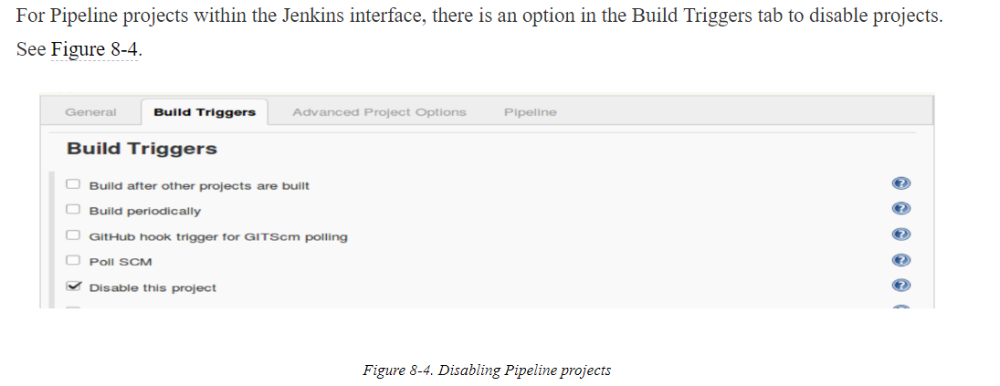 For Pipeline projects within the Jenkins interface, there is an option in the Build Triggers tab to disable projects.
See Figure 8-4.
General Build Triggers Advanced Project Options Pipeline
Build Triggers
Build after other projects are built
Build periodically
GitHub hook trigger for GITScm polling
Poll SCM
Disable this project
Figure 8-4. Disabling Pipeline projects